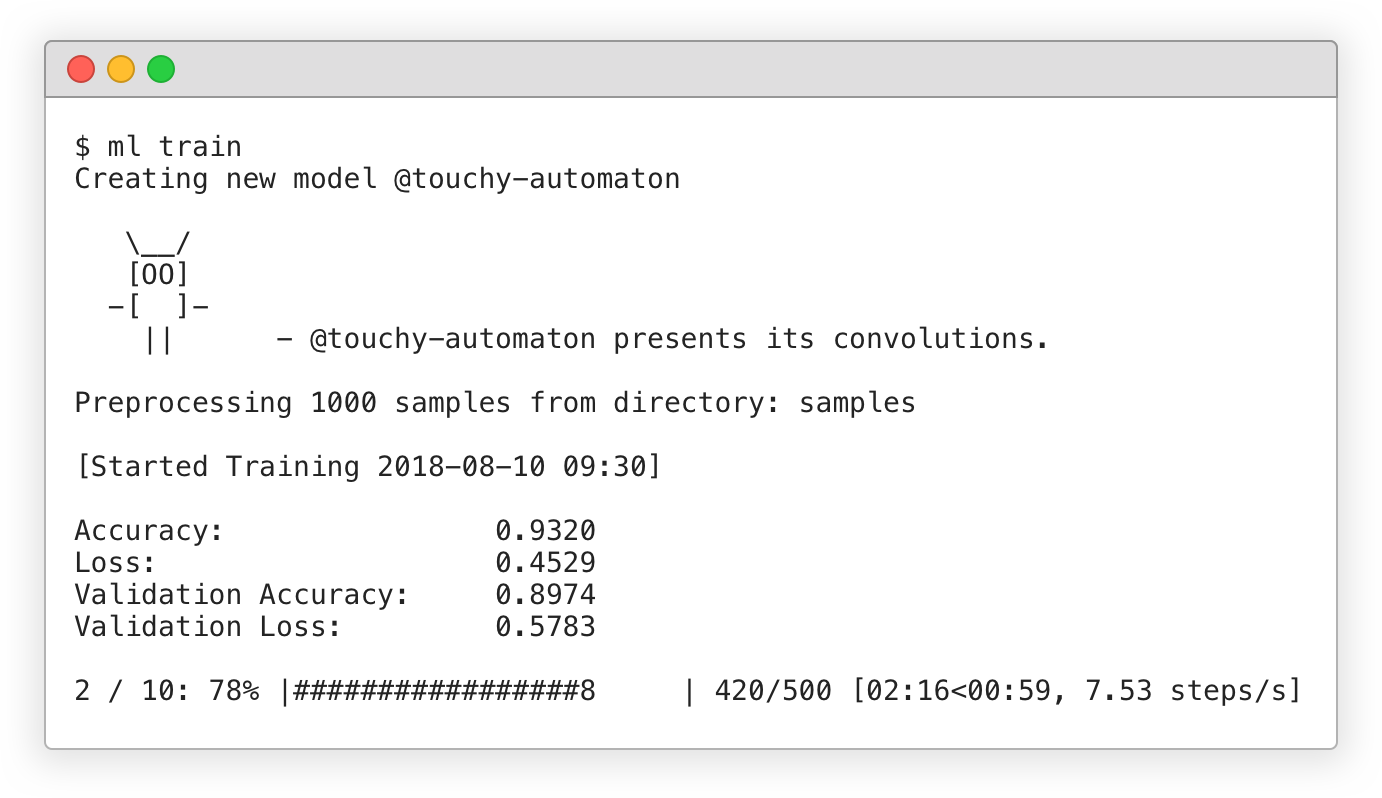 $ ml train
Creating new model @touchy-automaton
   \__/
   [OO]
  -[  ]-
    ||      - @touchy-automaton presents its convolutions.
Preprocessing 1000 samples from directory: samples
[Started Training 2018-08-10 09:30]
Accuracy:                0.9320
Loss:                    0.4529
Validation Accuracy:     0.8974
Validation Loss:         0.5783
2 / 10: 78% |#################8     | 420/500 [02:16<00:59, 7.53 steps/s]